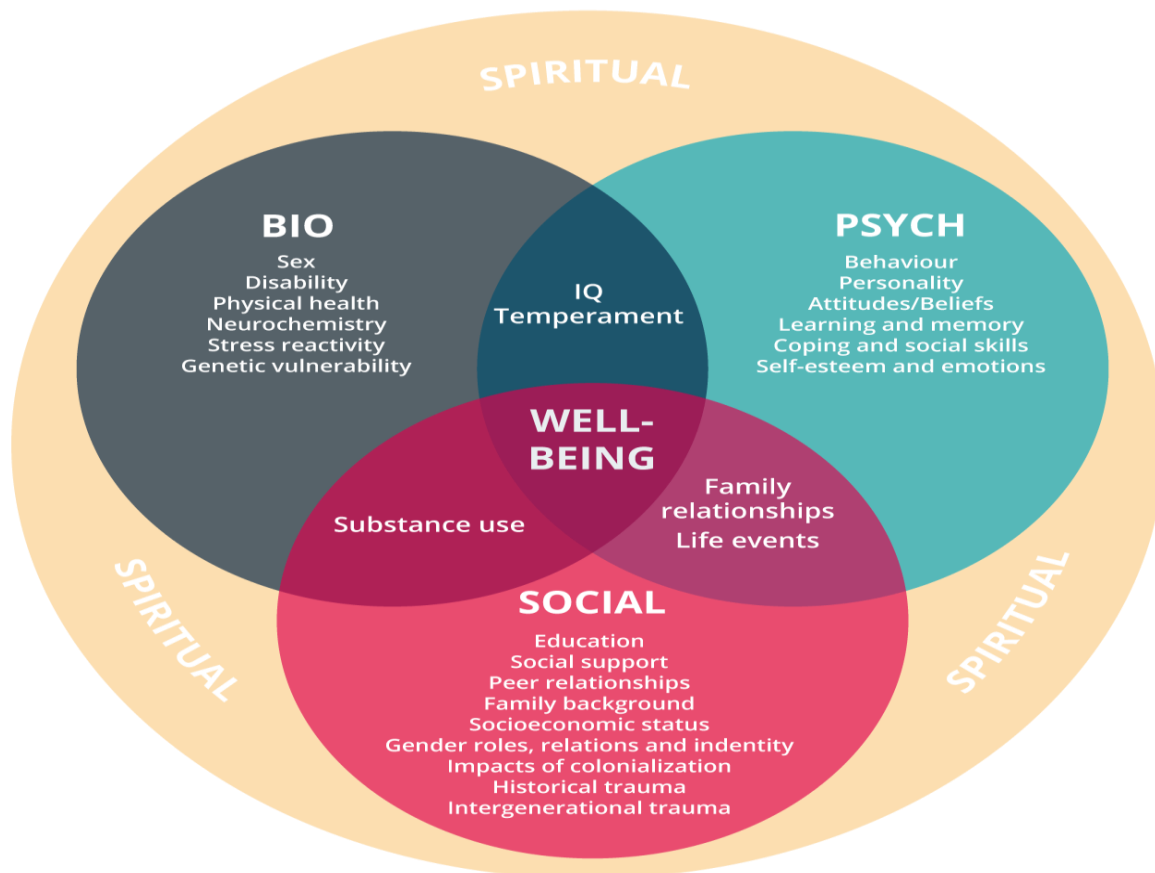 SPIRITUAL
BIO
Sex
Disability
Physical health
Neurochemistry
Stress reactivity
Genetic vulnerability
IQ
Temperament
PSYCH
Behaviour
Personality
Attitudes/Beliefs
Learning and memory
Coping and social skills
Self-esteem and emotions
WELL-
BEING
Substance use
Family
relationships
Life events
SPIRITUAL
SPIRITUAL
SOCIAL
Education
Social support
Peer relationships
Family background
Socioeconomic status
Gender roles, relations and indentity
Impacts of colonialization
Historical trauma
Intergenerational trauma